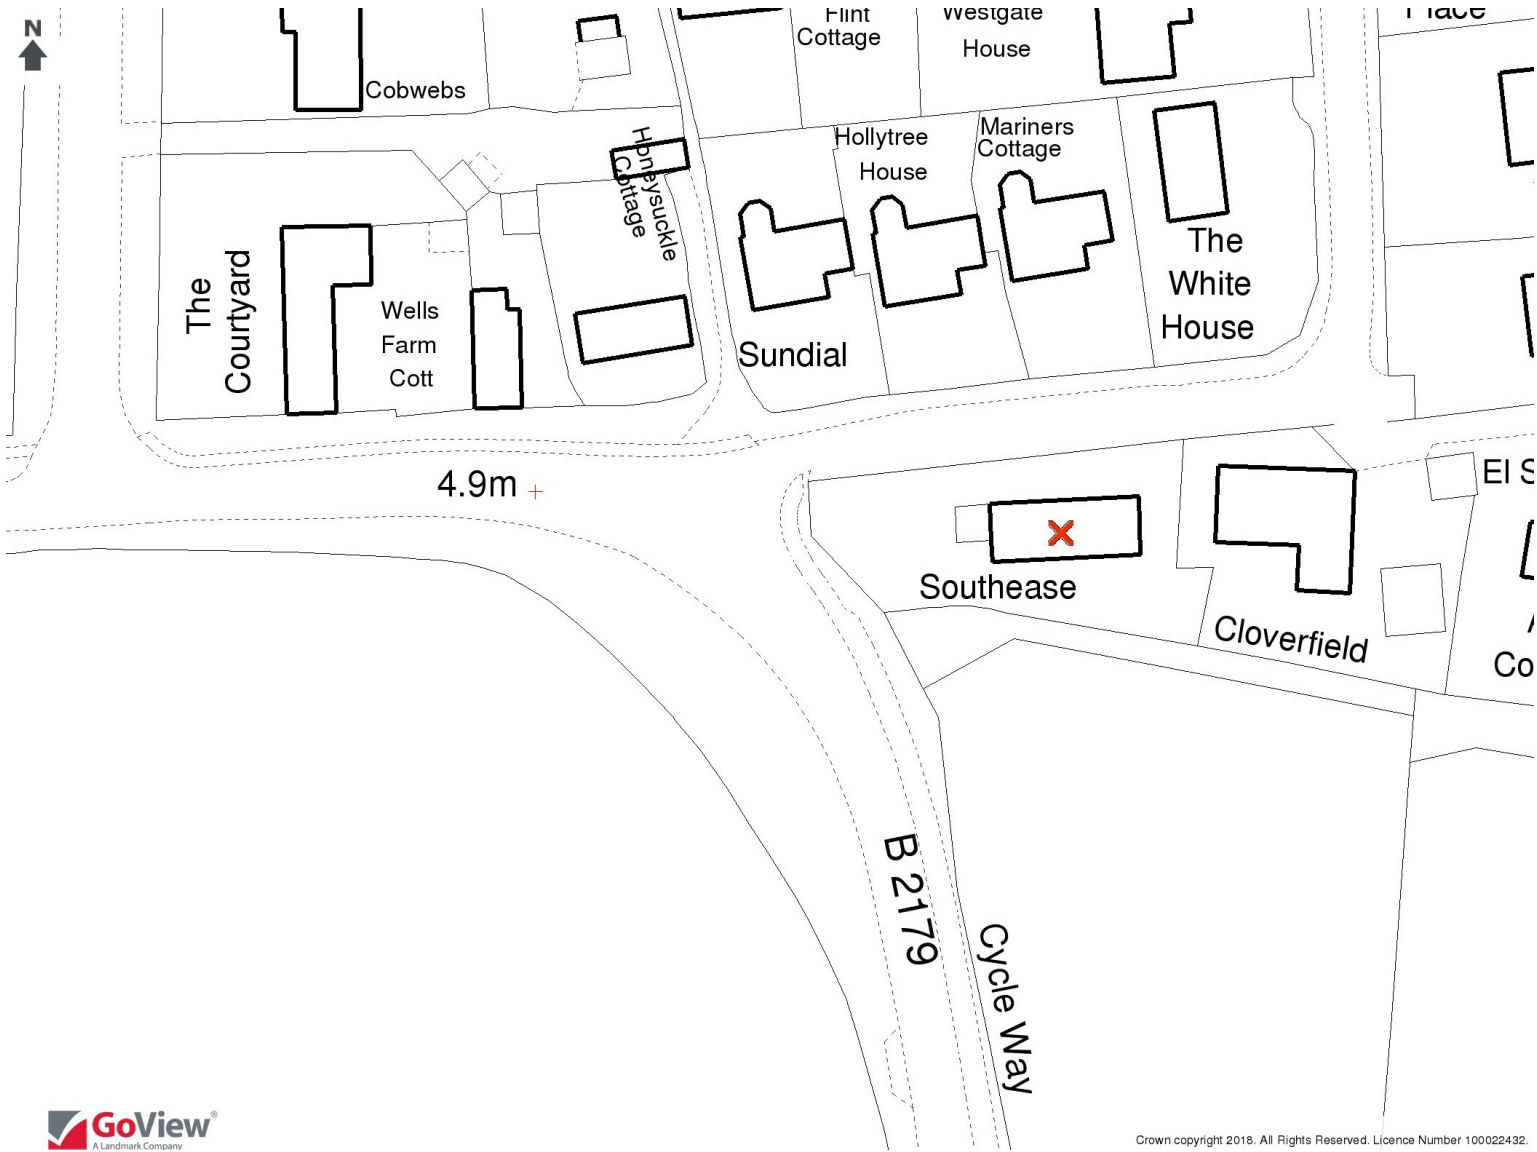 N
Cobwebs
Flint
Cottage
Westgate
House
Place
Honeysuckle
Cottage
Hollytree
House
Mariners
Cottage
The
White
House
The
Courtyard
Wells
Farm
Cott
Sundial
4.9m
El S
Southease
Cloverfield
Co
B 2179
Cycle Way
GoView®
A Landmark Company
Crown copyright 2018. All Rights Reserved. Licence Number 100022432.